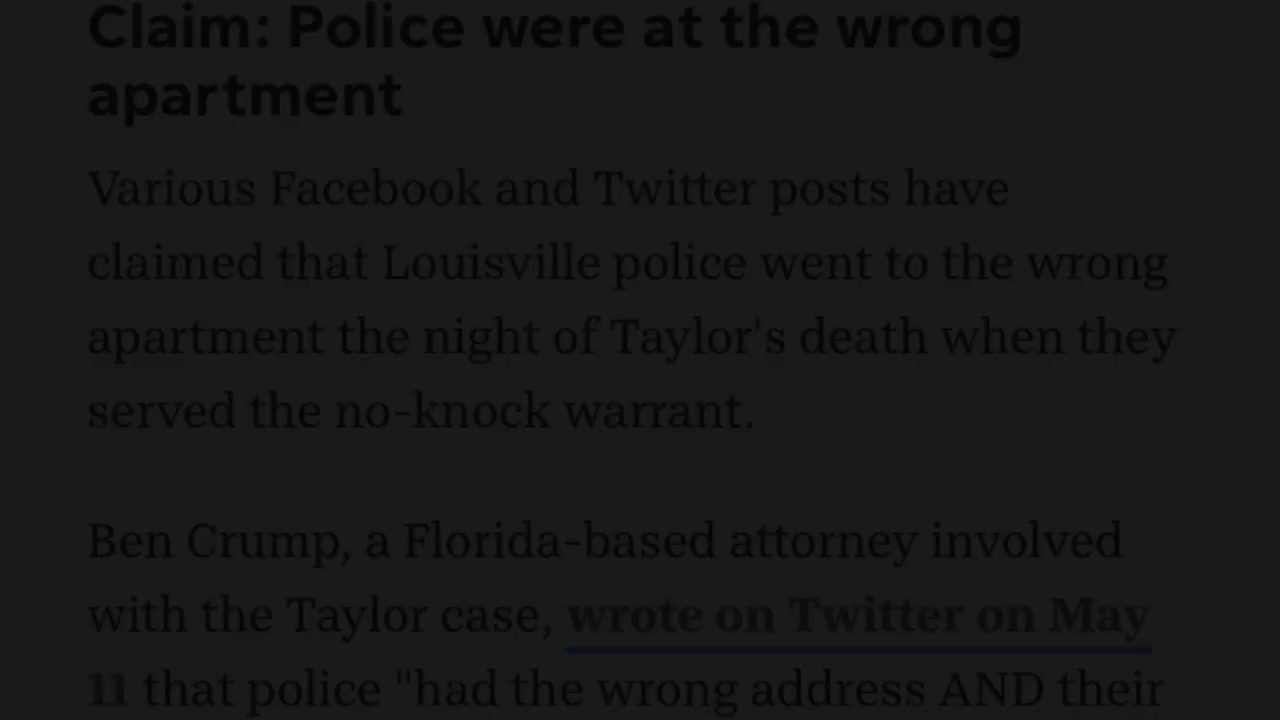 Claim: Police were at the wrong
apartment
Various Facebook and Twitter posts have
claimed that Louisville police went to the wrong
apartment the night of Taylor's death when they
served the no-knock warrant.
Ben Crump, a Florida-based attorney involved
with the Taylor case, wrote on Twitter on May
11 that police "had the wrong address AND their